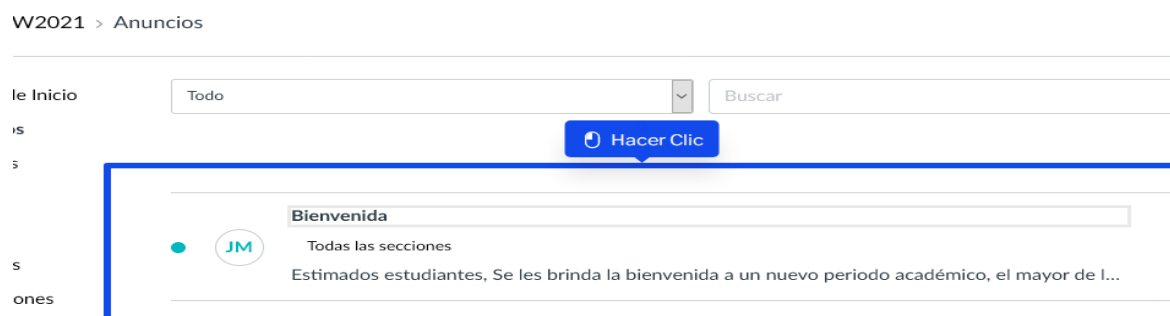 W2021 > Anuncios
de Inicio
Todo
Buscar
os
Hacer Clic
s
Bienvenida
JM
Todas las secciones
Estimados estudiantes, Se les brinda la bienvenida a un nuevo periodo académico, el mayor de l...
s
ones